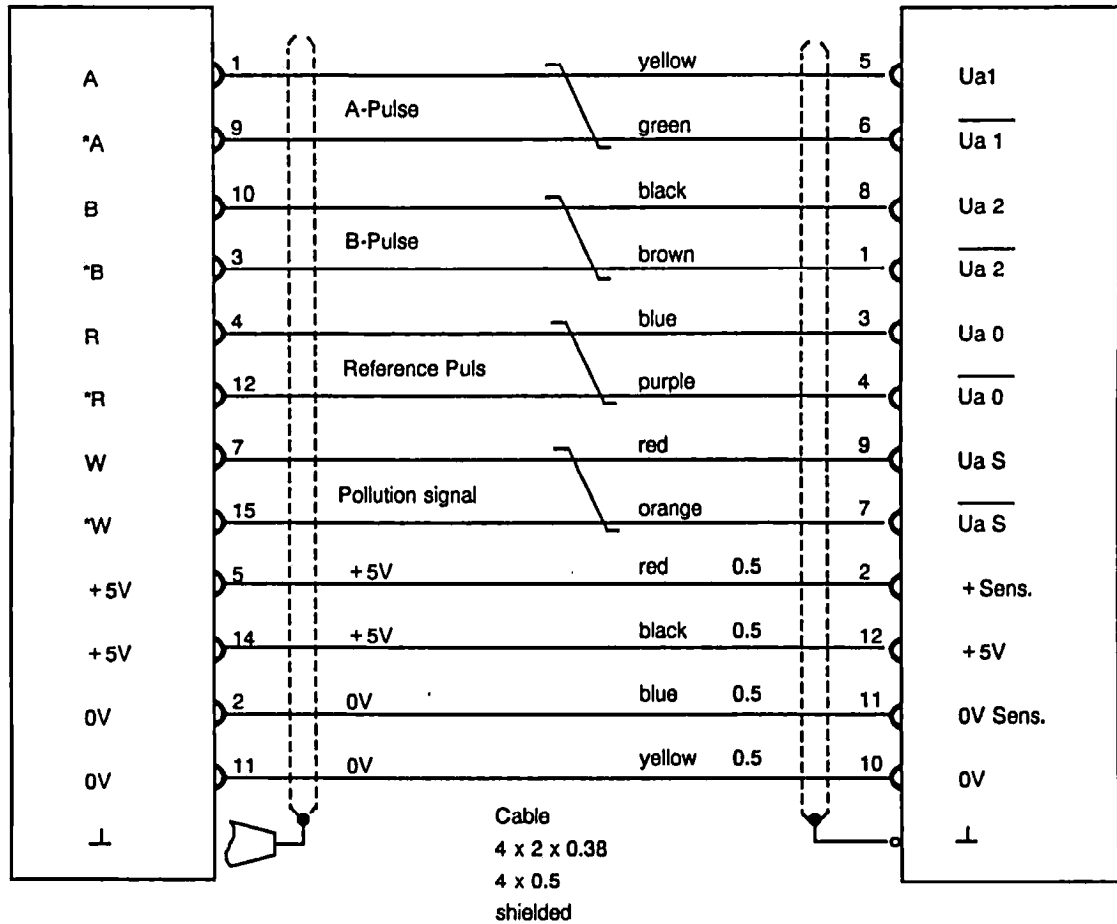 1 yellow 5
A Ua1
A-Pulse
9 green 6
*A Ua 1
10 black 8
B Ua 2
B-Pulse
3 brown 1
*B Ua 2
4 blue 3
R Ua 0
Reference Puls
12 purple 4
*R Ua 0
7 red 9
W Ua S
Pollution signal
15 orange 7
*W Ua S
5 +5V red 0.5 2
+5V +Sens.
14 +5V black 0.5 12
+5V +5V
2 0V blue 0.5 11
0V 0V Sens.
11 0V yellow 0.5 10
0V 0V
Cable
4 x 2 x 0.38
4 x 0.5
shielded